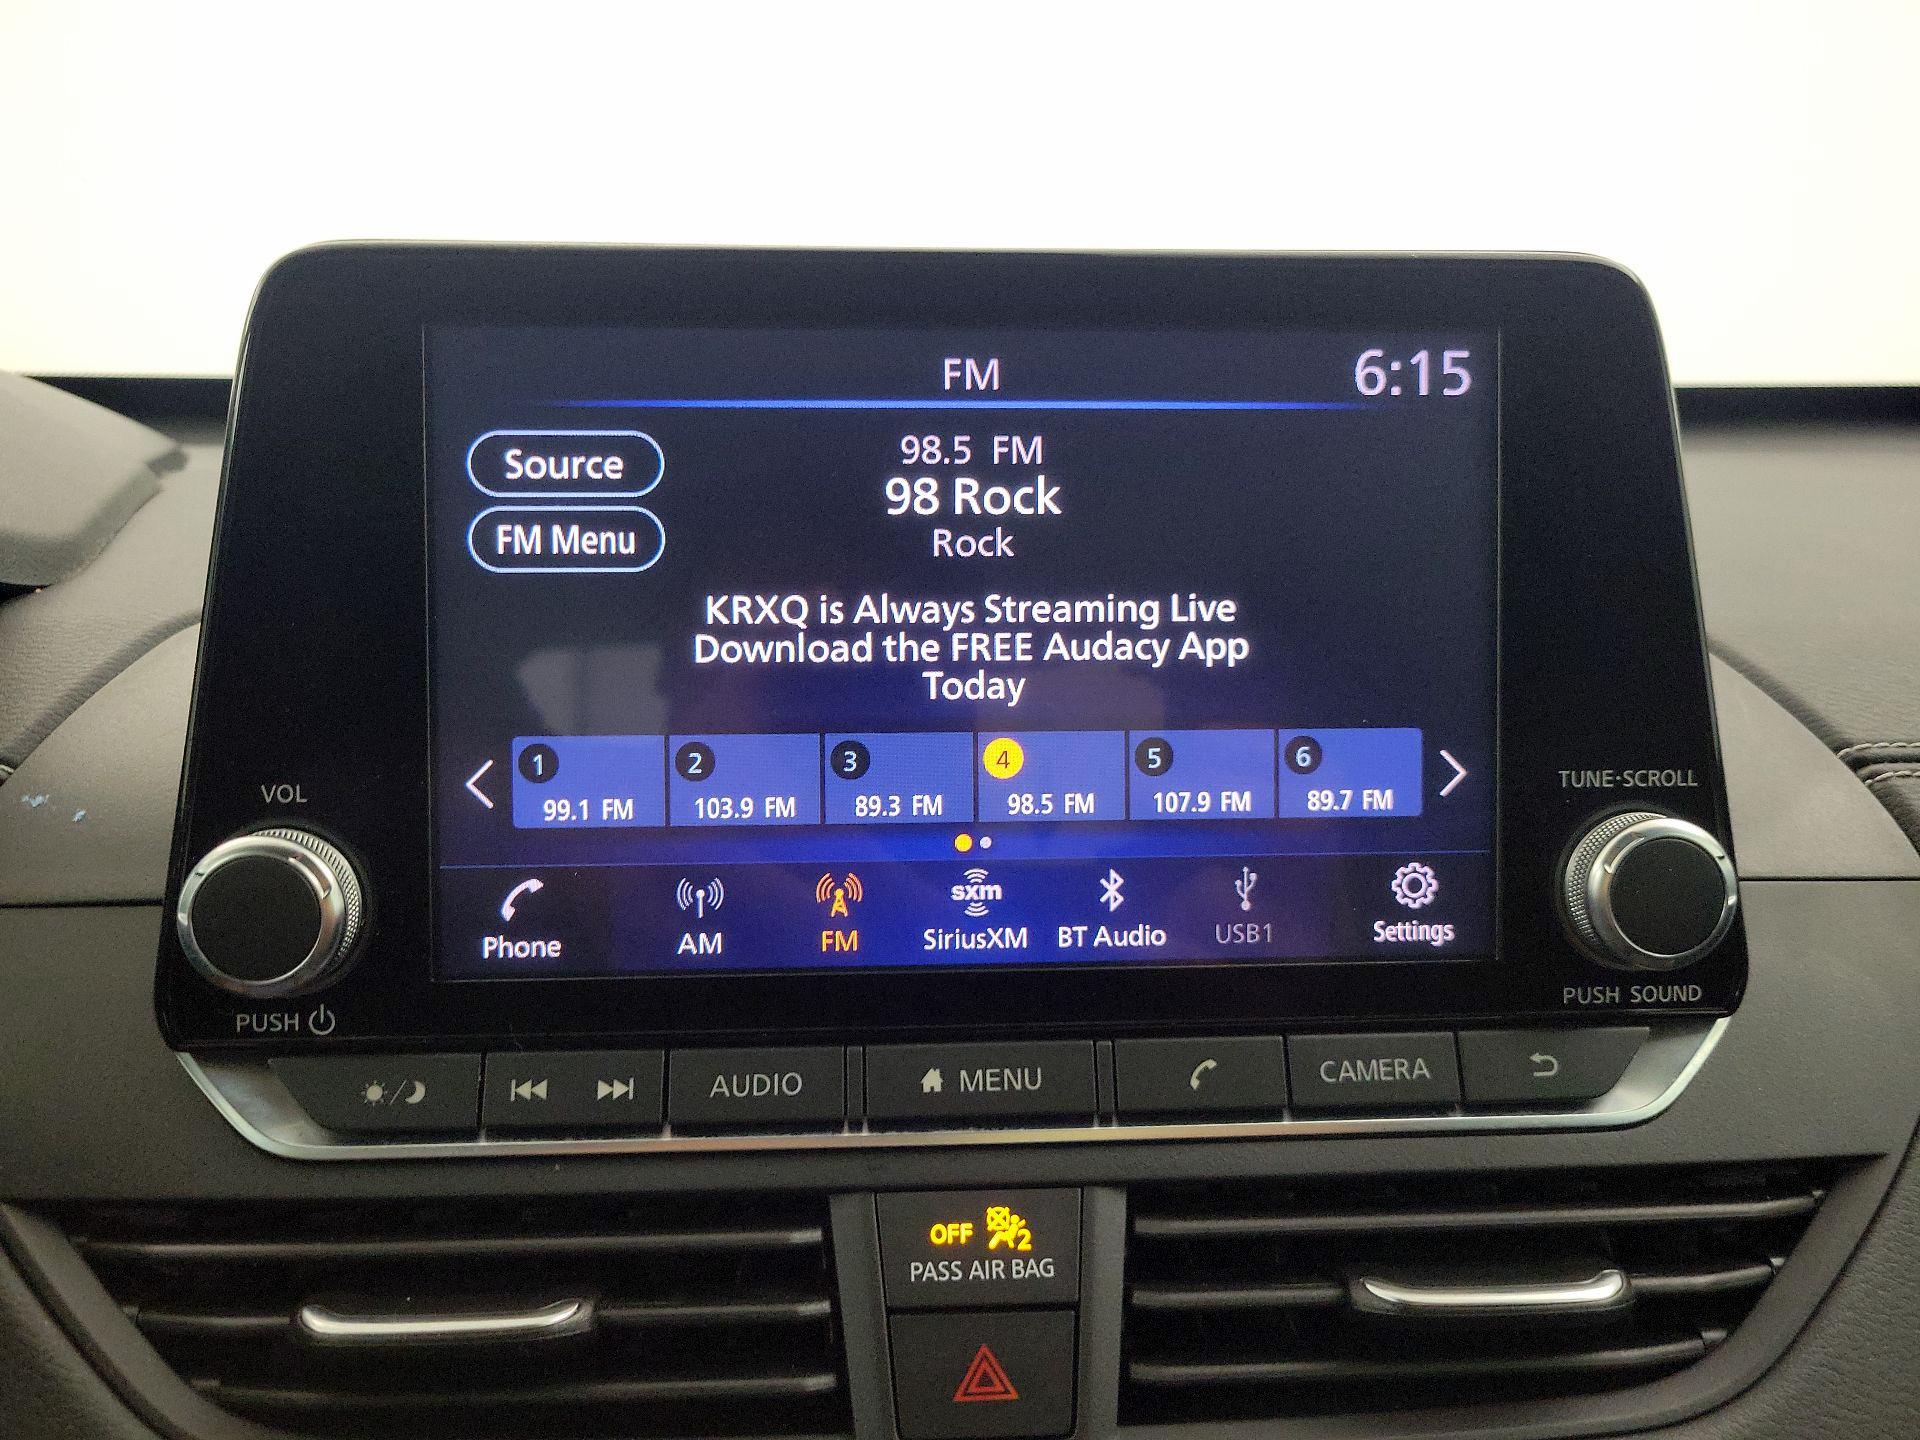 FM
6:15
Source
98.5 FM
98 Rock
FM Menu
Rock
KRXQ is Always Streaming Live
Download the FREE Audacy App
Today
1
2
3
4
5
6
99.1 FM
103.9 FM
89.3 FM
98.5 FM
107.9 FM
89.7 FM
VOL
TUNE·SCROLL
sxm
Phone
AM
FM
SiriusXM
BT Audio
USB1
Settings
PUSH
PUSH SOUND
AUDIO
MENU
CAMERA
OFF 2
PASS AIR BAG